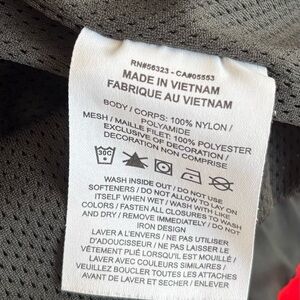 RN#56323 - CA#05553
MADE IN VIETNAM
FABRIQUE AU VIETNAM
BODY / CORPS: 100% NYLON /
POLYAMIDE
MESH / MAILLE FILET: 100% POLYESTER
EXCLUSIVE OF DECORATION /
DECORATION NON COMPRISE
30C
WASH INSIDE OUT / DO NOT USE
SOFTENERS / DO NOT ALLOW TO LAY ON
ITSELF WHEN WET / WASH WITH LIKE
COLORS / FASTEN ALL CLOSURES TO WASH
AND DRY / REMOVE IMMEDIATELY / DO NOT
IRON DESIGN
LAVER A L'ENVERS / NE PAS UTILISER
D'ADOUCISSEUR / NE PAS LAISSER LE
VÊTEMENT PLIÉ LORSQU'IL EST MOUILLÉ /
LAVER AVEC COULEURS SIMILAIRES /
VEUILLEZ BOUCLER TOUTES LES ATTACHES
AVANT DE LAVER ET SECHER / ENLEVER